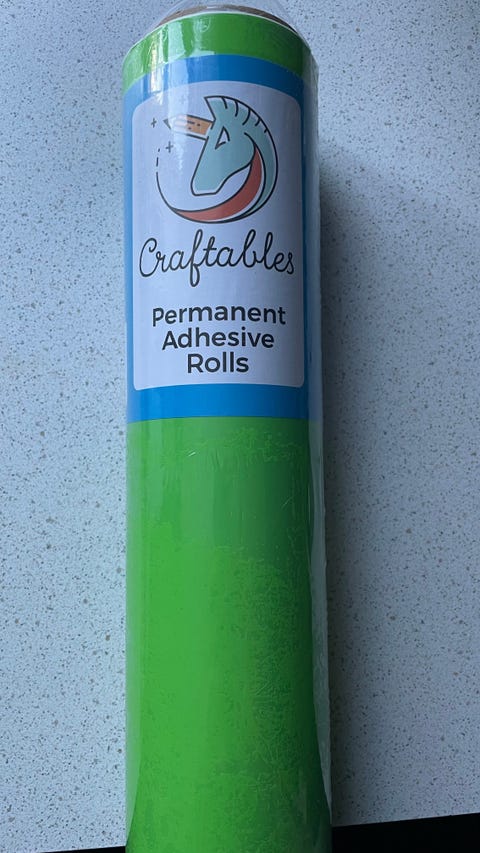 Craftables
Permanent
Adhesive
Rolls